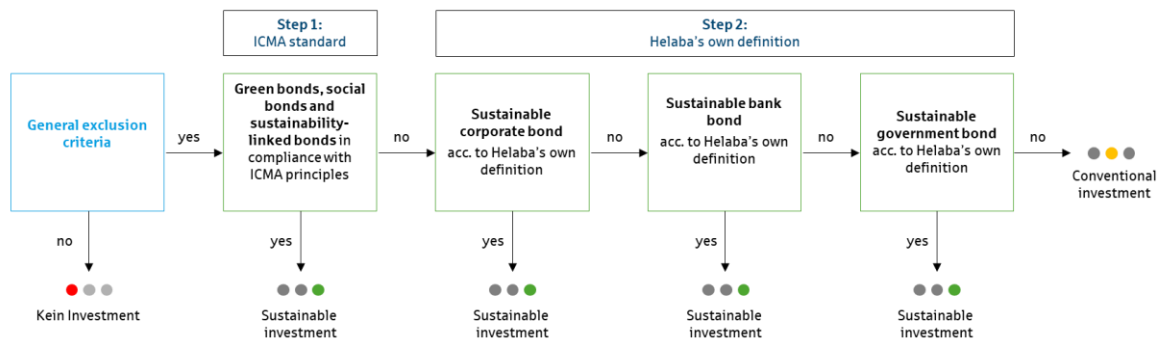 Step 1:
ICMA standard
Step 2:
Helaba's own definition
General exclusion
criteria
yes
Green bonds, social
bonds and
sustainability-
linked bonds in
compliance with
ICMA principles
no
Sustainable
corporate bond
acc. to Helaba's own
definition
no
Sustainable bank
bond
acc. to Helaba's own
definition
no
Sustainable
government bond
acc. to Helaba's own
definition
no
Conventional
investment
no
Kein Investment
yes
Sustainable
investment
yes
Sustainable
investment
yes
Sustainable
investment
yes
Sustainable
investment